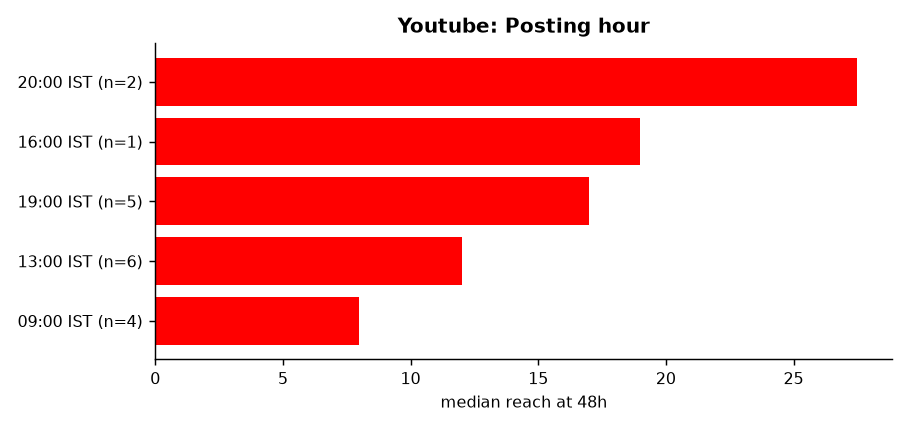 Youtube: Posting hour
20:00 IST (n=2)
16:00 IST (n=1)
19:00 IST (n=5)
13:00 IST (n=6)
09:00 IST (n=4)
0 5 10 15 20 25
median reach at 48h